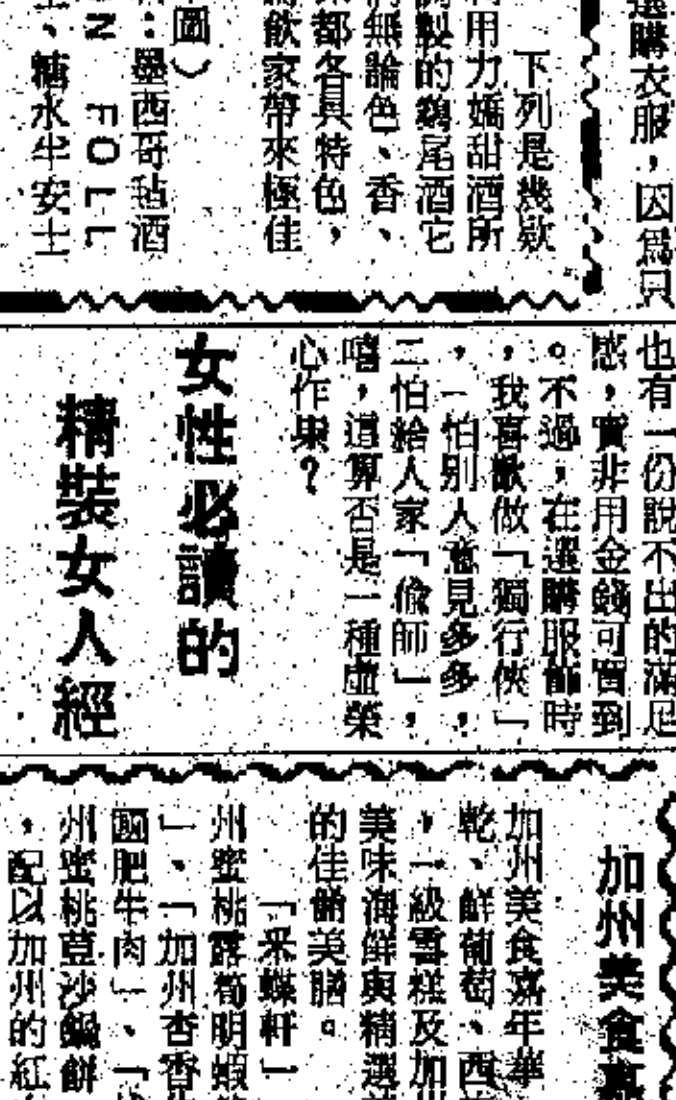 選購衣服，因爲只
下列是幾款
用力嬌甜酒所
製的鷄尾酒它
無論色、香、
都各具特色，
飲家帶來極佳
圖）
：墨西哥毡酒
N FOLL
、糖水半安士
也有一份說不出的滿足
感，實非用金錢可買到
。不過，在選購服飾時
，我喜歡做「獨行俠」
，一怕別人意見多多，
二怕給人家「偷師」，
嘻，這算否是一種虛榮
心作祟？
女性必讀的
精裝女人經
加州美食嘉
加州美食嘉年華
乾、鮮葡萄、西
，一級雪糕及加州
美味海鮮與精選
的佳餚美膳。
「采蝶軒」
州蜜桃露筍明蝦
」、「加州杏香
國肥牛肉」、「
州蜜桃荳沙鍋餅
，配以加州的紅